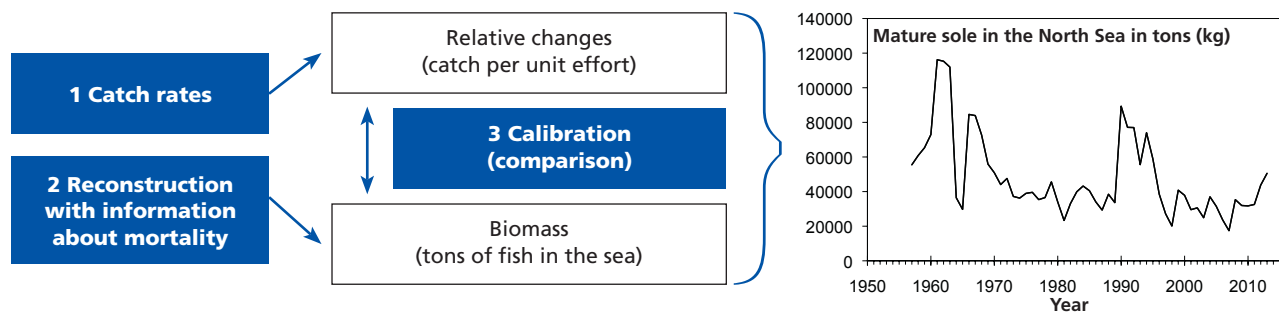 1 Catch rates
2 Reconstruction
with information
about mortality
Relative changes
(catch per unit effort)
3 Calibration
(comparison)
Biomass
(tons of fish in the sea)
Mature sole in the North Sea in tons (kg)
140000
120000
100000
80000
60000
40000
20000
0
1950 1960 1970 1980 1990 2000 2010
Year